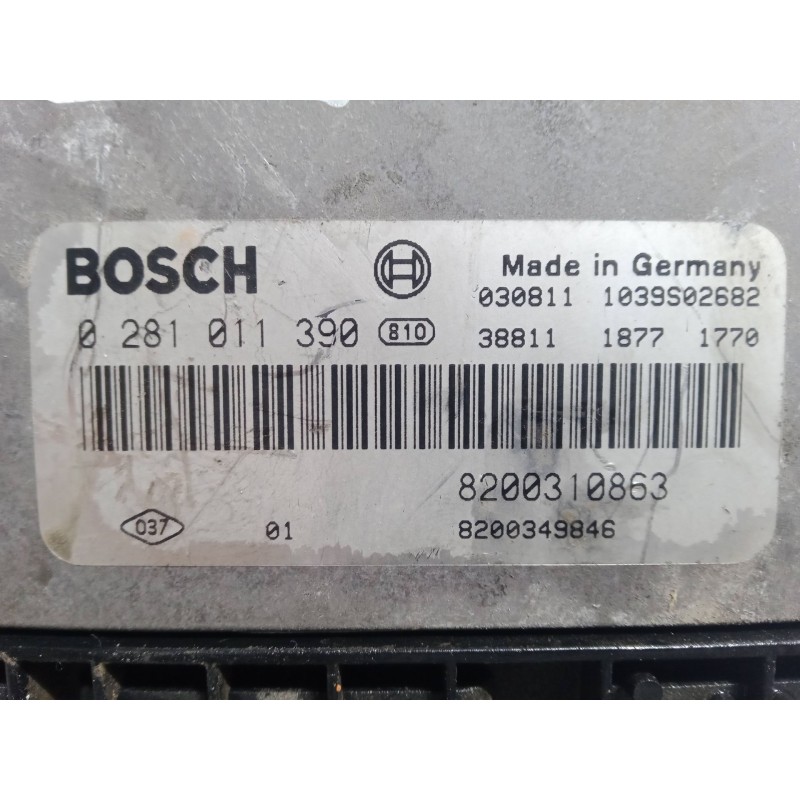 BOSCH
Made in Germany
030811 1039S02682
0 281 011 390 810
38811 1877 1770
8200310863
037 01 8200349846